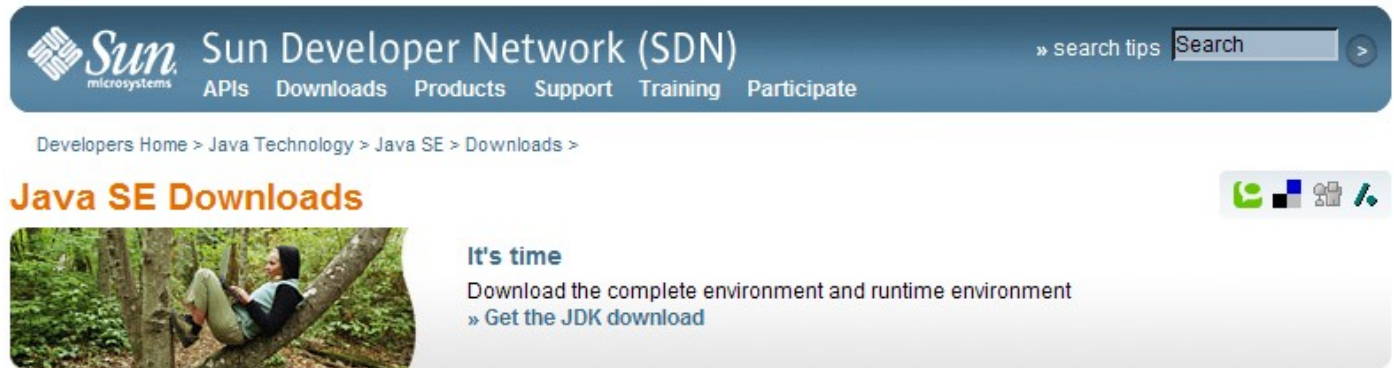 Sun microsystems
Sun Developer Network (SDN)
» search tips
Search
>
APIs Downloads Products Support Training Participate
Developers Home > Java Technology > Java SE > Downloads >
Java SE Downloads
It's time
Download the complete environment and runtime environment
» Get the JDK download